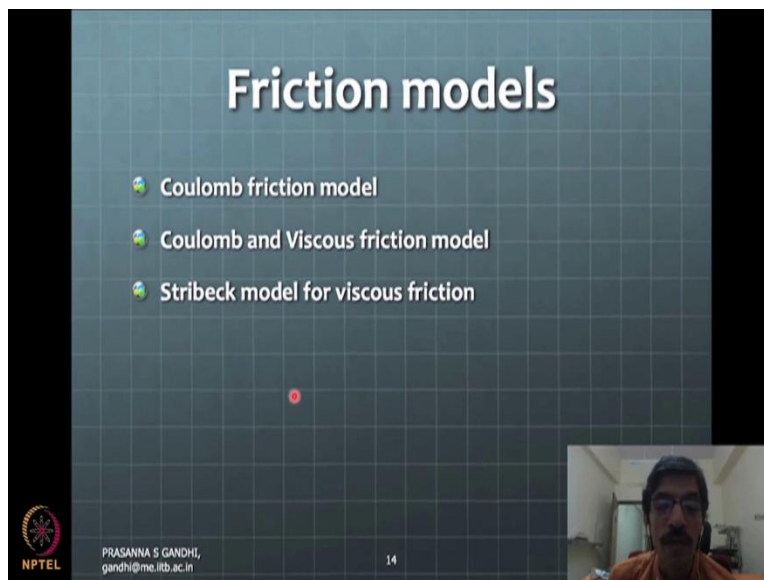 Friction models
Coulomb friction model
Coulomb and Viscous friction model
Stribeck model for viscous friction
NPTEL
PRASANNA S GANDHI,
gandhi@me.iitb.ac.in
14